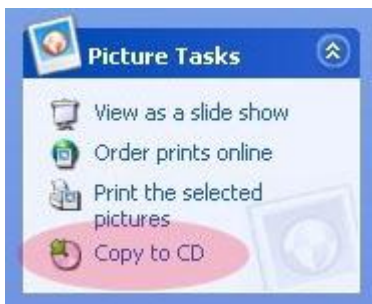 Picture Tasks
View as a slide show
Order prints online
Print the selected
pictures
Copy to CD